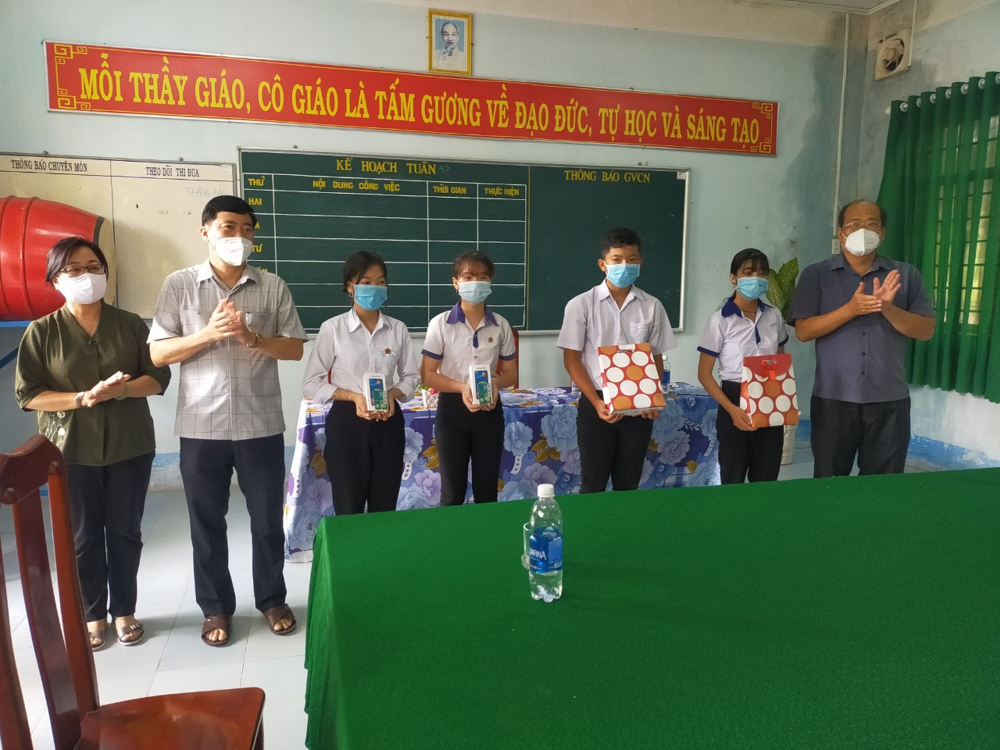 MỖI THẦY GIÁO, CÔ GIÁO LÀ TẤM GƯƠNG VỀ ĐẠO ĐỨC, TỰ HỌC VÀ SÁNG TẠO
THÔNG BÁO CHUYÊN MÔN
THEO DÕI THI ĐUA
KẾ HOẠCH TUẦN 32
THỨ
NỘI DUNG CÔNG VIỆC
THỜI GIAN
THỰC HIỆN
HAI
TƯ
THÔNG BÁO GVCN
AFINA